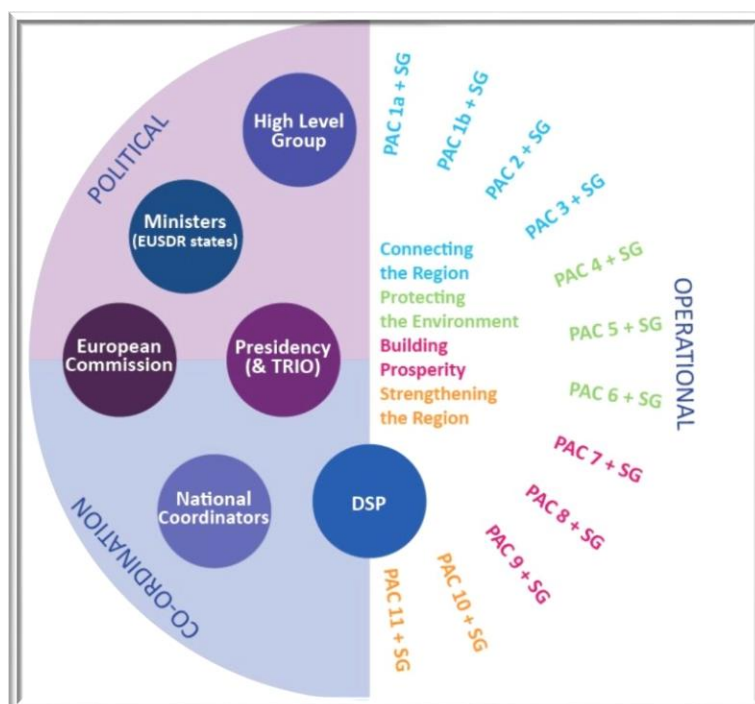 POLITICAL
High Level
Group
Ministers
(EUSDR states)
European
Commission
Presidency
(& TRIO)
CO-ORDINATION
National
Coordinators
DSP
Connecting
the Region
Protecting
the Environment
Building
Prosperity
Strengthening
the Region
PAC 1a + SG
PAC 1b + SG
PAC 2 + SG
PAC 3 + SG
PAC 4 + SG
PAC 5 + SG
PAC 6 + SG
PAC 7 + SG
PAC 8 + SG
PAC 9 + SG
PAC 10 + SG
PAC 11 + SG
OPERATIONAL